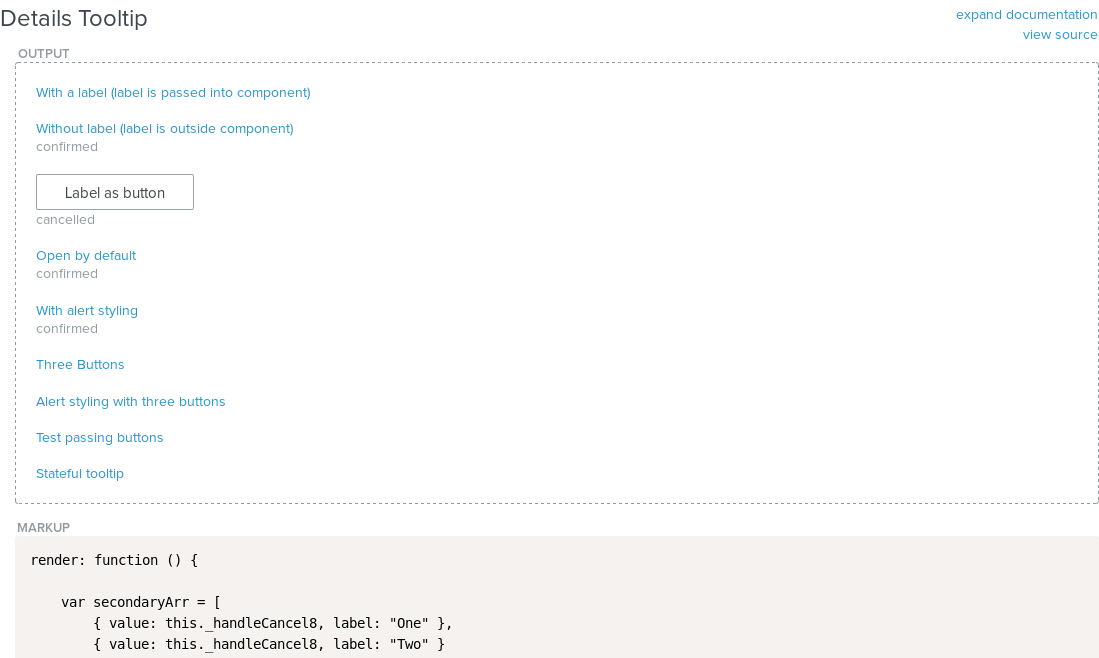 Details Tooltip
expand documentation
view source
OUTPUT
With a label (label is passed into component)
Without label (label is outside component)
confirmed
Label as button
cancelled
Open by default
confirmed
With alert styling
confirmed
Three Buttons
Alert styling with three buttons
Test passing buttons
Stateful tooltip
MARKUP
render: function () {
var secondaryArr = [
{ value: this._handleCancel8, label: "One" },
{ value: this._handleCancel8, label: "Two" }